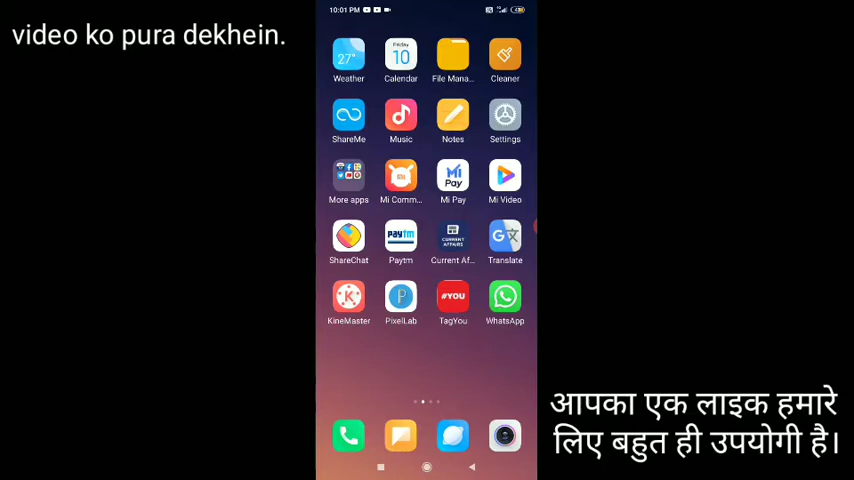 video ko pura dekhein.
10:01 PM
27°
Friday
10
Weather
Calendar
File Mana...
Cleaner
ShareMe
Music
Notes
Settings
More apps
Mi Comm...
Mi Pay
Mi Video
Mi
Pay
paytm
CURRENT
AFFAIRS
G
ShareChat
Paytm
Current Af...
Translate
K
P
#YOU
KineMaster
PixelLab
TagYou
WhatsApp
आपका एक लाइक हमारे
लिए बहुत ही उपयोगी है।